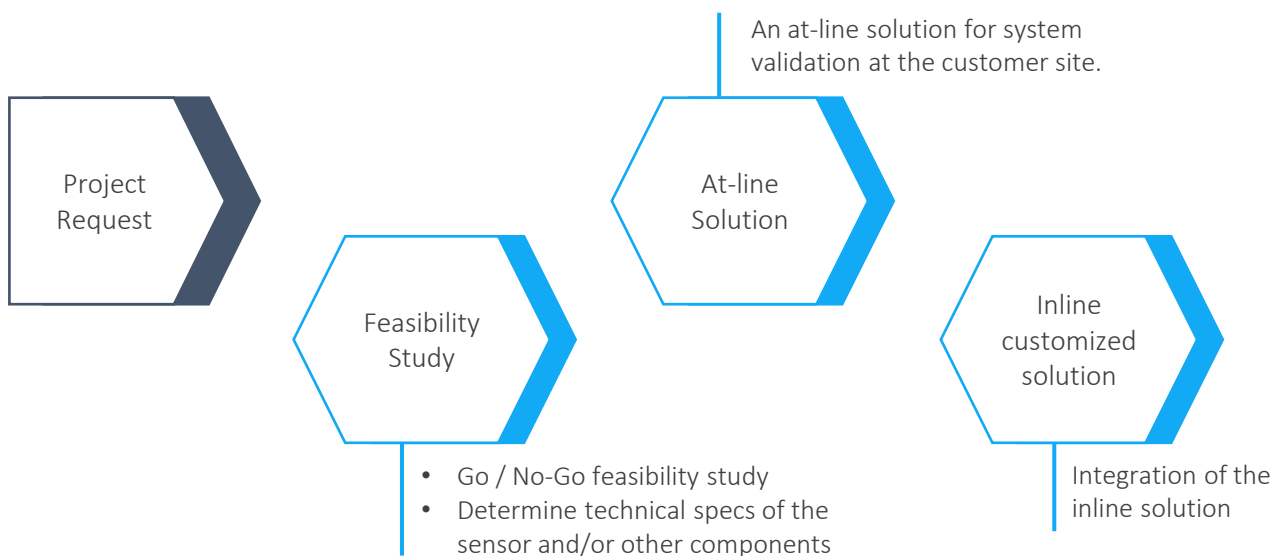 An at-line solution for system
validation at the customer site.
Project
Request
At-line
Solution
Feasibility
Study
Inline
customized
solution
• Go / No-Go feasibility study
• Determine technical specs of the
sensor and/or other components
Integration of the
inline solution